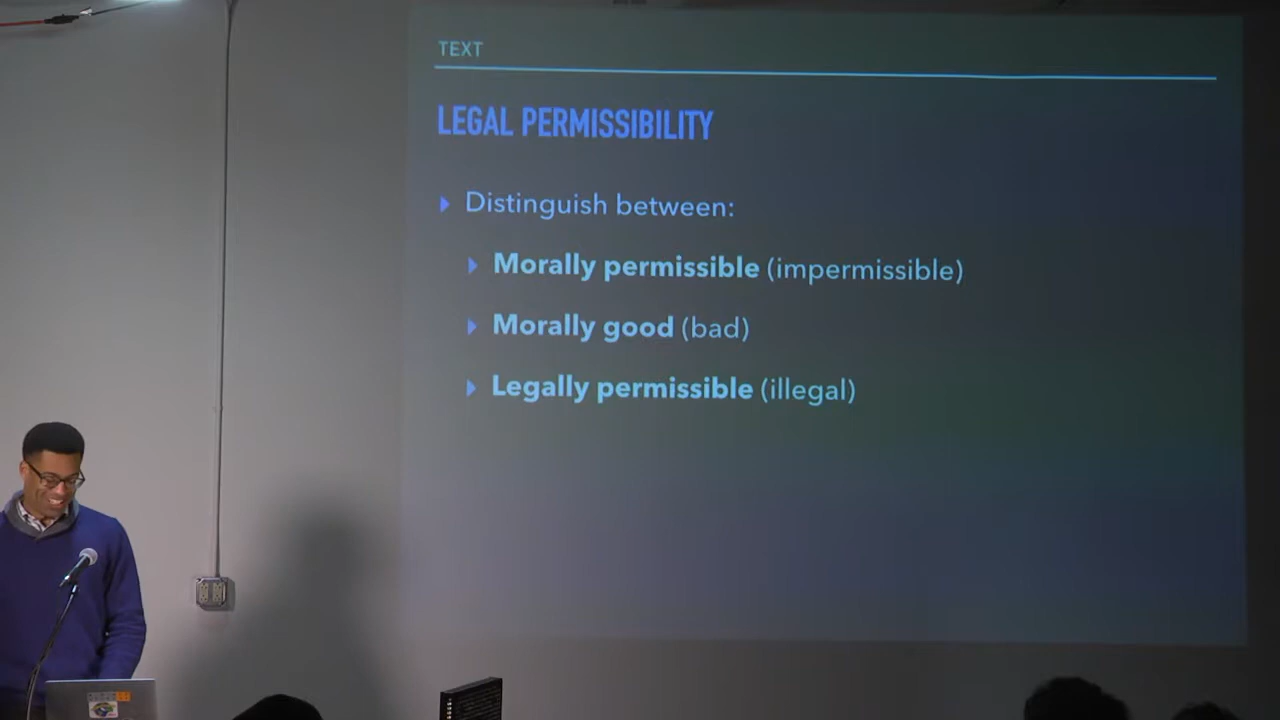 TEXT
LEGAL PERMISSIBILITY
Distinguish between:
Morally permissible (impermissible)
Morally good (bad)
Legally permissible (illegal)